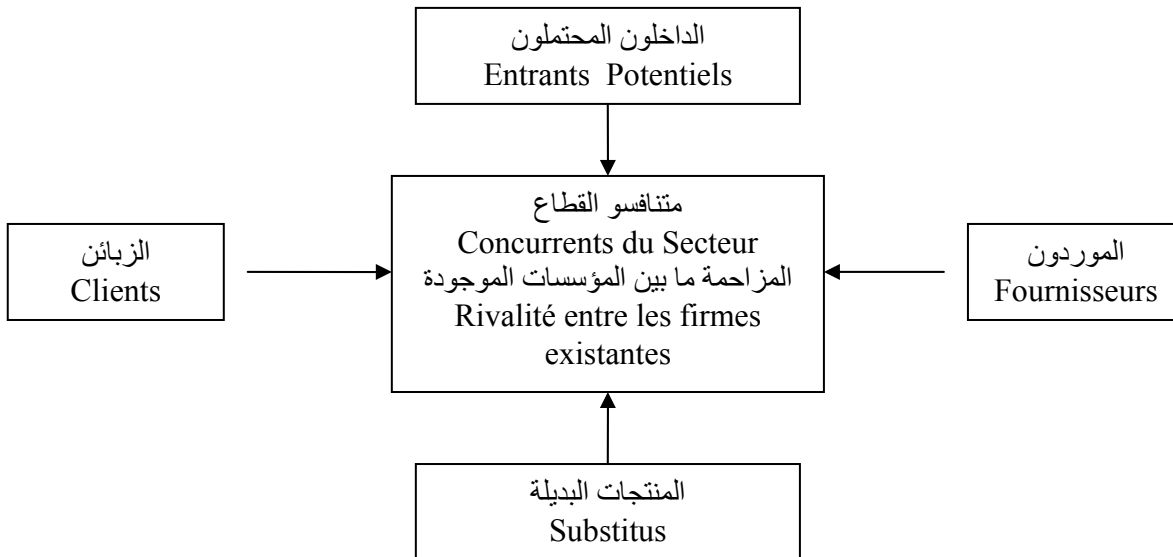 الداخلون المحتملون
Entrants Potentiels
متنافسو القطاع
Concurrents du Secteur
المزاحمة ما بين المؤسسات الموجودة
Rivalité entre les firmes
existantes
الزبائن
Clients
الموردون
Fournisseurs
المنتجات البديلة
Substitus